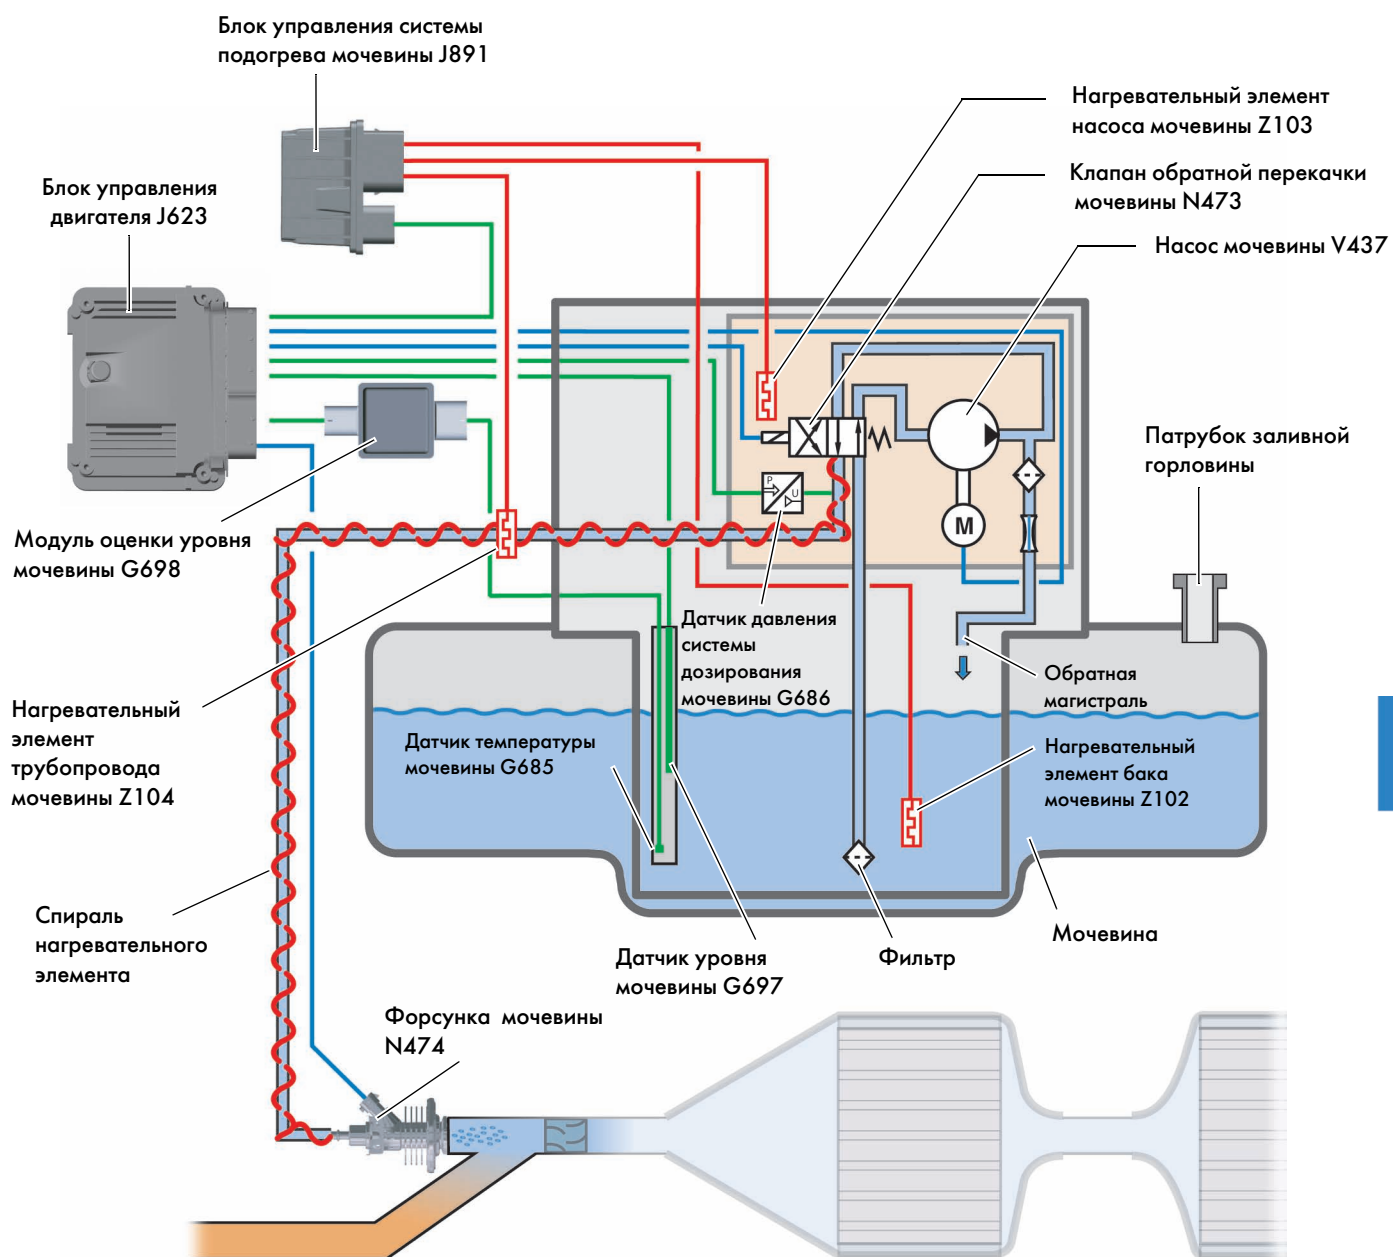 Блок управления системы
подогрева мочевины J891
Нагревательный элемент
насоса мочевины Z103
Клапан обратной перекачки
мочевины N473
Блок управления
двигателя J623
Насос мочевины V437
Патрубок заливной
горловины
P
U
M
Модуль оценки уровня
мочевины G698
Датчик давления
системы
дозирования
мочевины G686
Обратная
магистраль
Нагревательный
элемент
трубопровода
мочевины Z104
Датчик температуры
мочевины G685
Нагревательный
элемент бака
мочевины Z102
Спираль
нагревательного
элемента
Датчик уровня
мочевины G697
Фильтр
Мочевина
Форсунка мочевины
N474